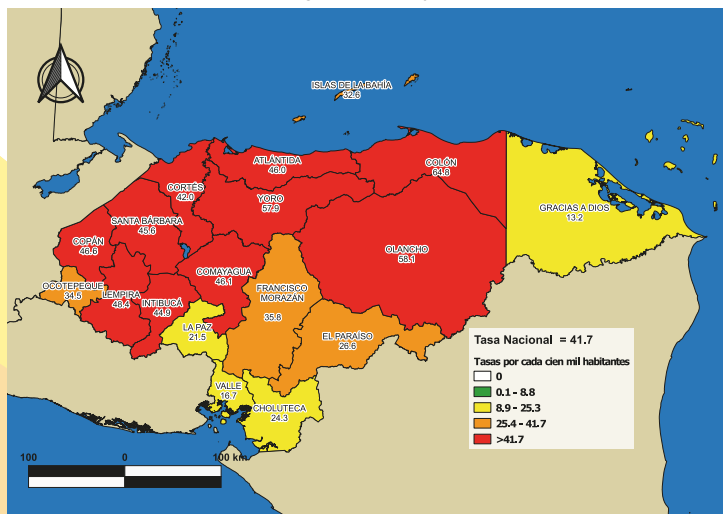 ISLAS DE LA BAHÍA
32.6
ATLÁNTIDA
46.0
COLÓN
64.8
CORTÉS
42.0
YORO
57.9
GRACIAS A DIOS
13.2
SANTA BÁRBARA
45.6
COPÁN
46.6
OLANCHO
58.1
COMAYAGUA
46.1
OCOTEPEQUE
34.5
LEMPIRA
48.4
INTIBUCÁ
44.9
FRANCISCO
MORAZÁN
35.8
LA PAZ
21.5
EL PARAÍSO
26.6
VALLE
16.7
CHOLUTECA
24.3
Tasa Nacional = 41.7
Tasas por cada cien mil habitantes
0
0.1 - 8.8
8.9 - 25.3
25.4 - 41.7
>41.7
100 0 100 km